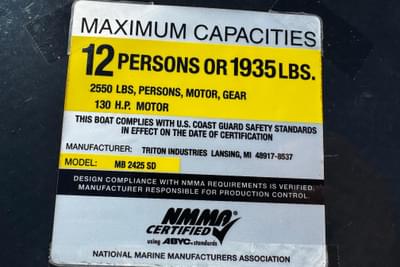 MAXIMUM CAPACITIES
12 PERSONS OR 1935 LBS.
2550 LBS, PERSONS, MOTOR, GEAR
130 H.P. MOTOR
THIS BOAT COMPLIES WITH U.S. COAST GUARD SAFETY STANDARDS
IN EFFECT ON THE DATE OF CERTIFICATION
MANUFACTURER: TRITON INDUSTRIES LANSING, MI 48917-8537
MODEL: MB 2425 SD
DESIGN COMPLIANCE WITH NMMA REQUIREMENTS IS VERIFIED.
MANUFACTURER RESPONSIBLE FOR PRODUCTION CONTROL.
NMMA
CERTIFIED
using ABYC standards
NATIONAL MARINE MANUFACTURERS ASSOCIATION